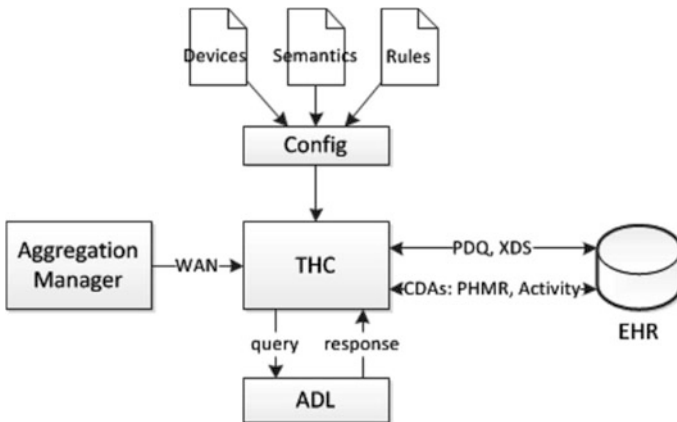 Devices
Semantics
Rules
Config
Aggregation
Manager
WAN
THC
PDQ, XDS
CDAs: PHMR, Activity
EHR
query
response
ADL